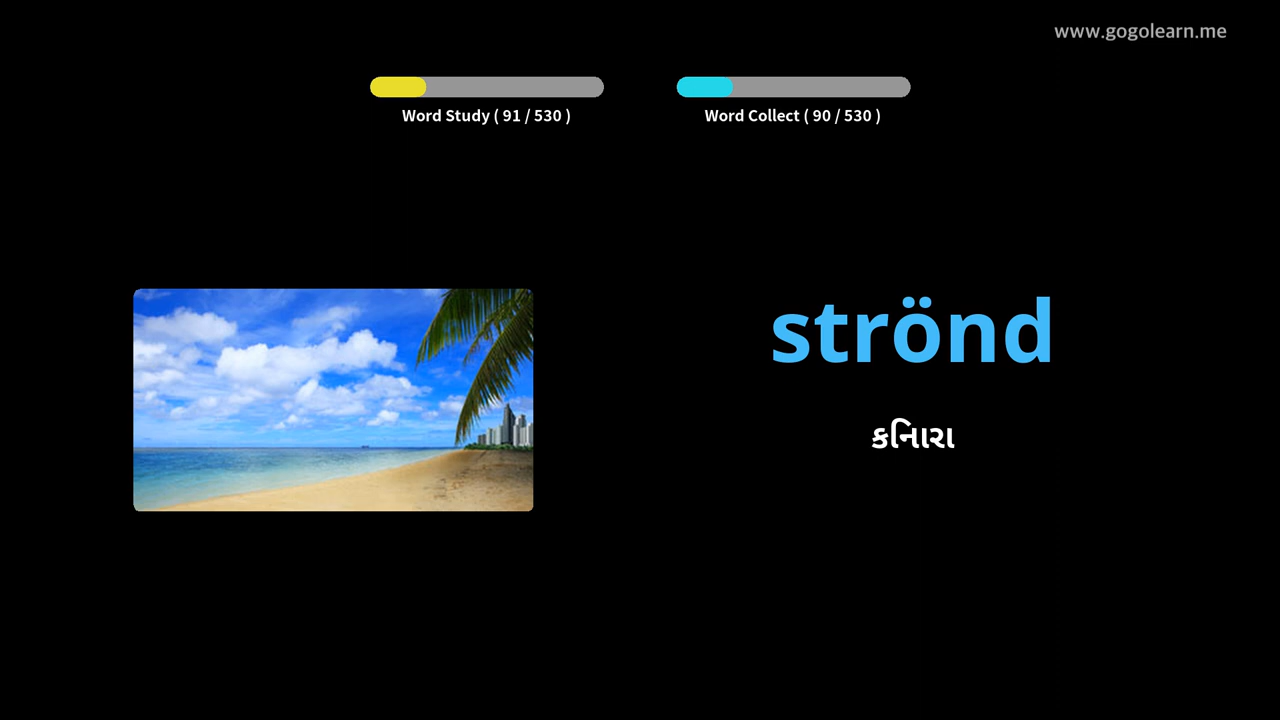 www.gogolearn.me
Word Study ( 91 / 530 )
Word Collect ( 90 / 530 )
strönd
કનિારા